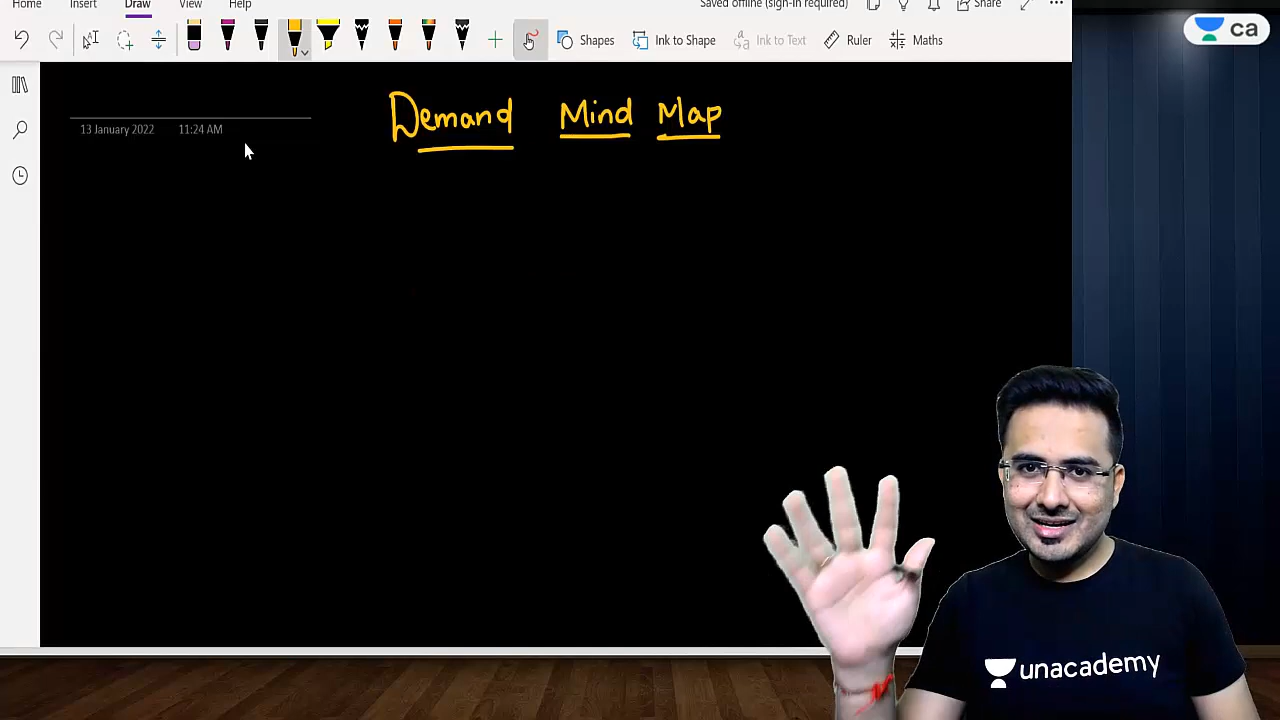 Home Insert Draw View Help Saved offline (sign-in required) Share
Shapes Ink to Shape Ink to Text Ruler Maths
ca
Demand Mind Map
13 January 2022 11:24 AM
unacademy